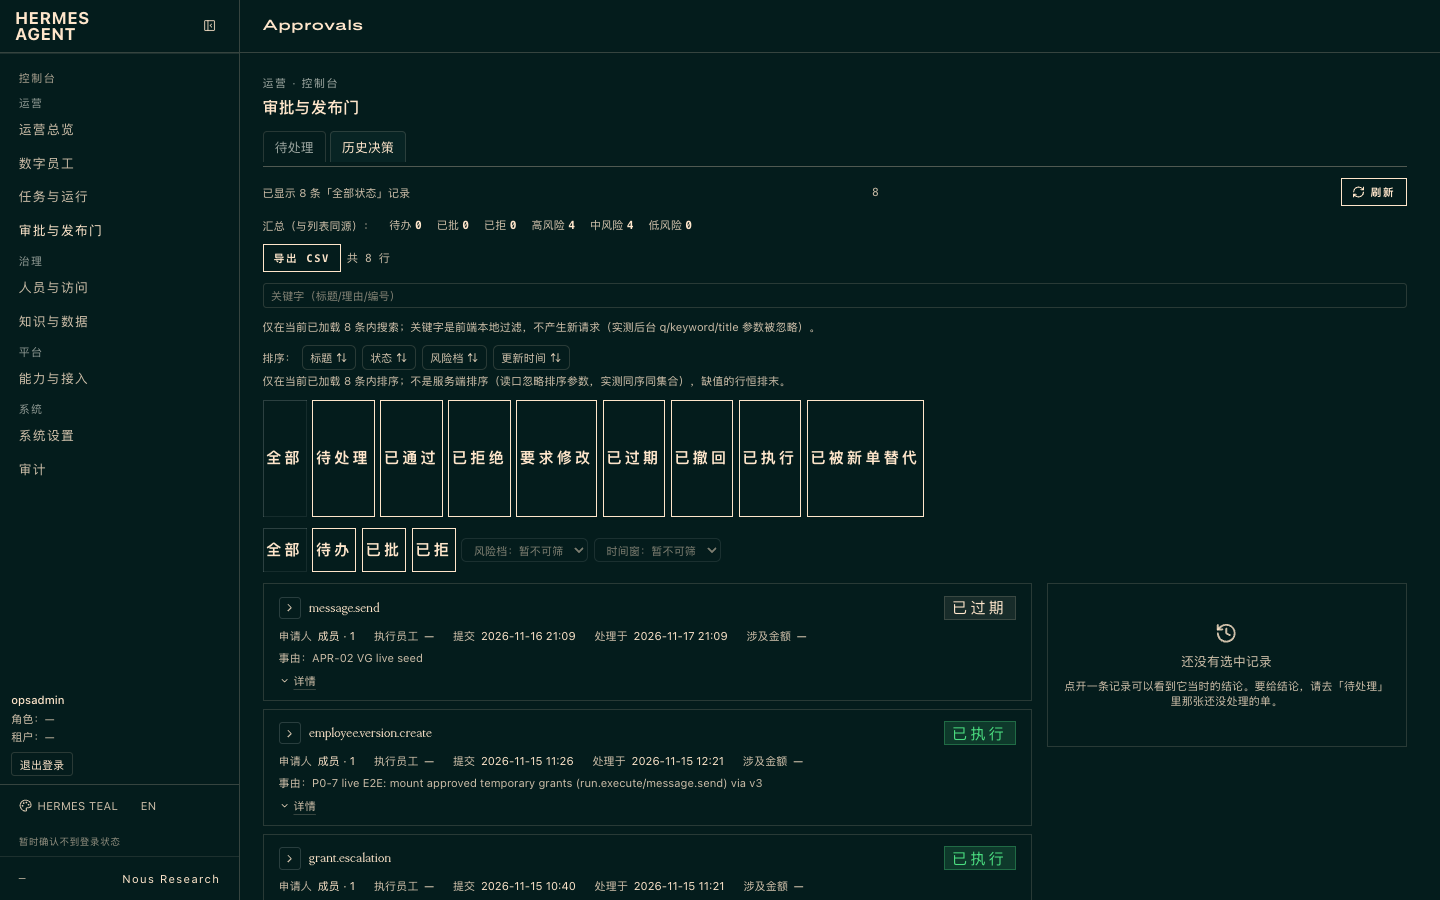 HERMES
AGENT
Approvals
控制台
运营
运营总览
数字员工
任务与运行
审批与发布门
治理
人员与访问
知识与数据
平台
能力与接入
系统
系统设置
审计
opsadmin
角色: —
租户: —
退出登录
HERMES TEAL EN
暂时确认不到登录状态
— Nous Research
运营 · 控制台
审批与发布门
待处理 历史决策
已显示 8 条「全部状态」记录 8 刷新
汇总（与列表同源）: 待办 0 已批 0 已拒 0 高风险 4 中风险 4 低风险 0
导出 CSV 共 8 行
关键字（标题/理由/编号）
仅在当前已加载 8 条内搜索；关键字是前端本地过滤，不产生新请求（实测后台 q/keyword/title 参数被忽略）。
排序: 标题 ⇅ 状态 ⇅ 风险档 ⇅ 更新时间 ⇅
仅在当前已加载 8 条内排序；不是服务端排序（读口忽略排序参数，实测同序同集合），缺值的行恒排末。
全部 待处理 已通过 已拒绝 要求修改 已过期 已撤回 已执行 已被新单替代
全部 待办 已批 已拒 风险档: 暂不可筛 时间窗: 暂不可筛
message.send 已过期
申请人 成员 · 1 执行员工 — 提交 2026-11-16 21:09 处理于 2026-11-17 21:09 涉及金额 —
事由: APR-02 VG live seed
详情
employee.version.create 已执行
申请人 成员 · 1 执行员工 — 提交 2026-11-15 11:26 处理于 2026-11-15 12:21 涉及金额 —
事由: P0-7 live E2E: mount approved temporary grants (run.execute/message.send) via v3
详情
grant.escalation 已执行
申请人 成员 · 1 执行员工 — 提交 2026-11-15 10:40 处理于 2026-11-15 11:21 涉及金额 —
还没有选中记录
点开一条记录可以看到它当时的结论。要给结论，请去「待处理」
里那张还没处理的单。